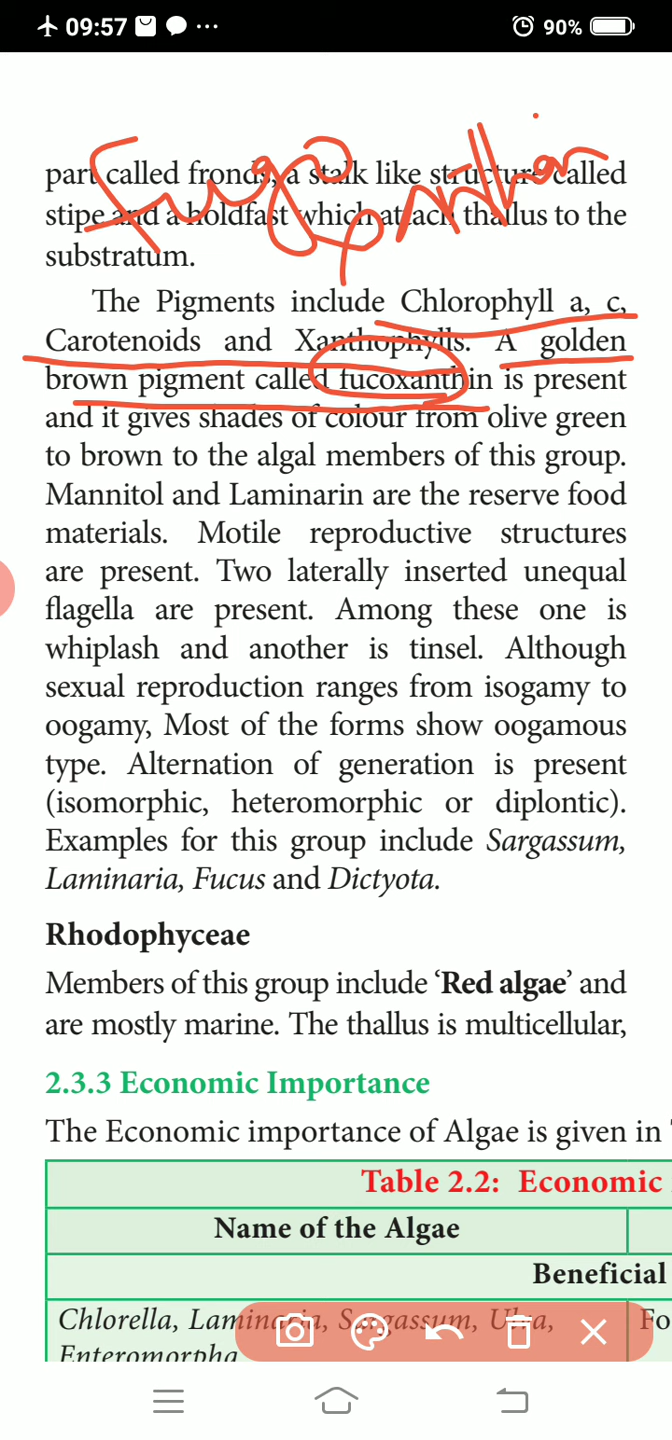 09:57
90%
part called fronds, a stalk like structure called
stipe and a holdfast which attach thallus to the
substratum.
The Pigments include Chlorophyll a, c,
Carotenoids and Xanthophylls. A golden
brown pigment called fucoxanthin is present
and it gives shades of colour from olive green
to brown to the algal members of this group.
Mannitol and Laminarin are the reserve food
materials. Motile reproductive structures
are present. Two laterally inserted unequal
flagella are present. Among these one is
whiplash and another is tinsel. Although
sexual reproduction ranges from isogamy to
oogamy, Most of the forms show oogamous
type. Alternation of generation is present
(isomorphic, heteromorphic or diplontic).
Examples for this group include Sargassum,
Laminaria, Fucus and Dictyota.
Rhodophyceae
Members of this group include ‘Red algae’ and
are mostly marine. The thallus is multicellular,
2.3.3 Economic Importance
The Economic importance of Algae is given in
Table 2.2: Economic
Name of the Algae
Beneficial
Chlorella, Laminaria, Sargassum, Ulva,
Fo
Enteromorpha